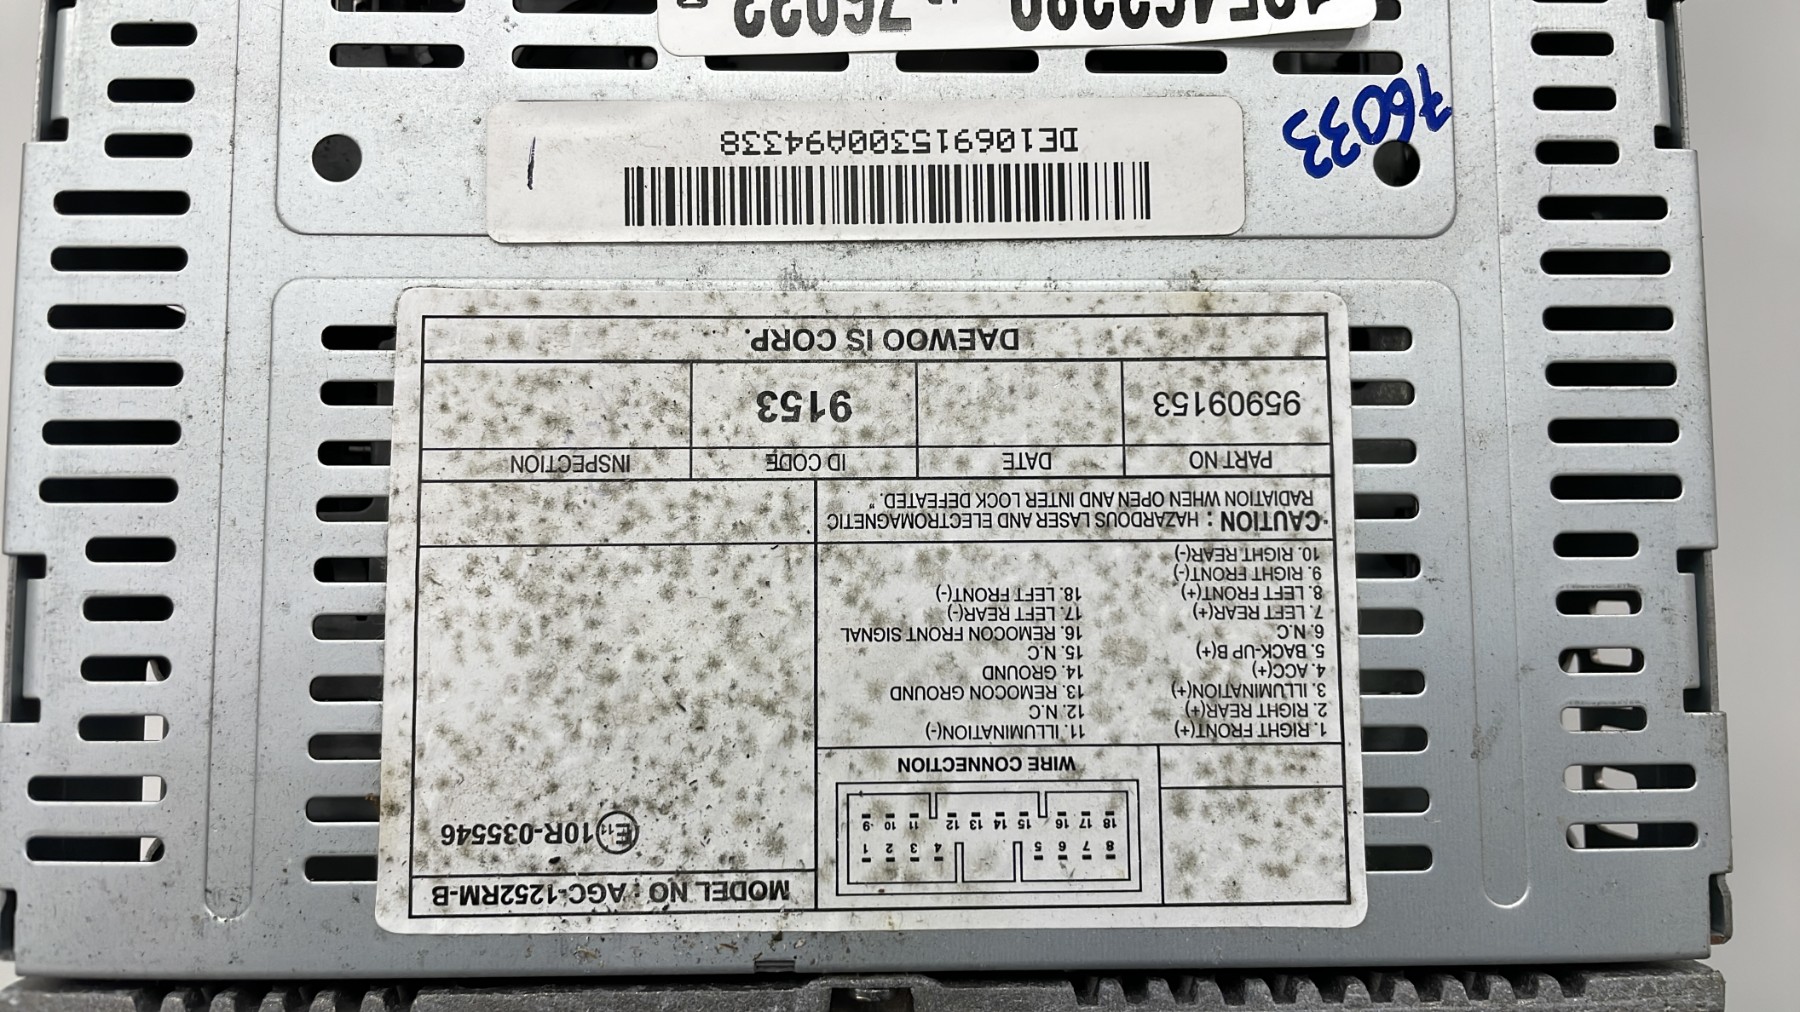 MODEL NO : AGC-1252RM-B
E11 10R-035546
8 7 6 5 4 3 2 1
18 17 16 15 14 13 12 11 10 9
WIRE CONNECTION
1. RIGHT FRONT(+)
2. RIGHT REAR(+)
3. ILLUMINATION(+)
4. ACC(+)
5. BACK-UP B(+)
6. N.C
7. LEFT REAR(+)
8. LEFT FRONT(+)
9. RIGHT FRONT(-)
10. RIGHT REAR(-)
11. ILLUMINATION(-)
12. N.C
13. REMOCON GROUND
14. GROUND
15. N.C
16. REMOCON FRONT SIGNAL
17. LEFT REAR(-)
18. LEFT FRONT(-)
CAUTION : HAZARDOUS LASER AND ELECTROMAGNETIC
RADIATION WHEN OPEN AND INTER LOCK DEFEATED.
PART NO DATE ID CODE INSPECTION
95909153 9153
DAEWOO IS CORP.
DE106915300A94338
76033